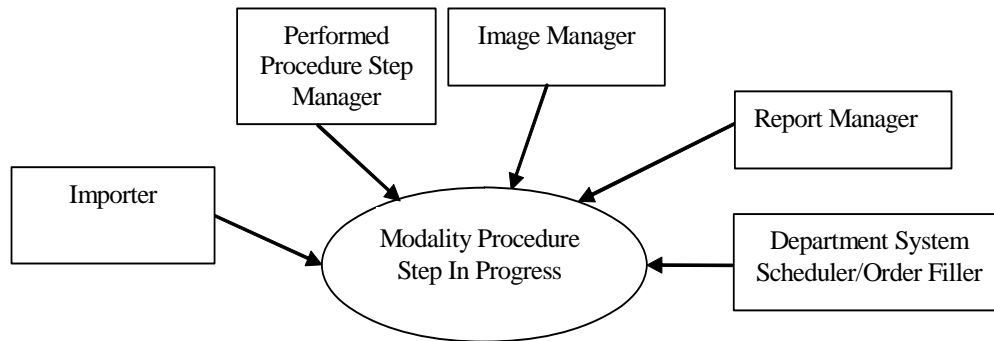 Performed
Procedure Step
Manager
Image Manager
Report Manager
Importer
Modality Procedure
Step In Progress
Department System
Scheduler/Order Filler